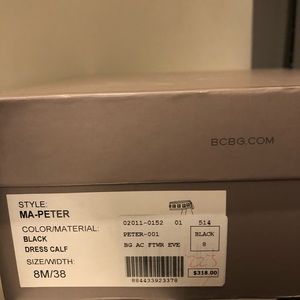 BCBG.COM
STYLE:
MA-PETER
COLOR/MATERIAL:
BLACK
DRESS CALF
SIZE/WIDTH:
8M/38
02011-0152 01 514
PETER-001 BLACK
BG AC FTWR EVE 8
$318.00
884433923378